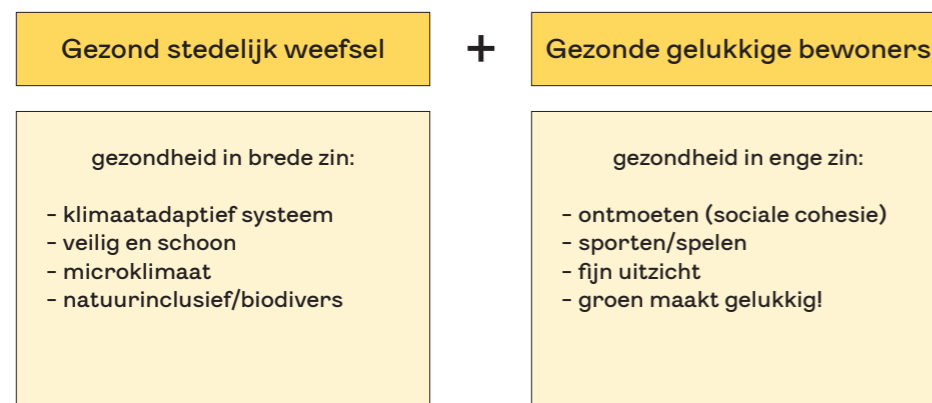 Gezond stedelijk weefsel
+
Gezonde gelukkige bewoners
gezondheid in brede zin:
- klimaatadaptief systeem
- veilig en schoon
- microklimaat
- natuurinclusief/biodivers
gezondheid in enge zin:
- ontmoeten (sociale cohesie)
- sporten/spelen
- fijn uitzicht
- groen maakt gelukkig!